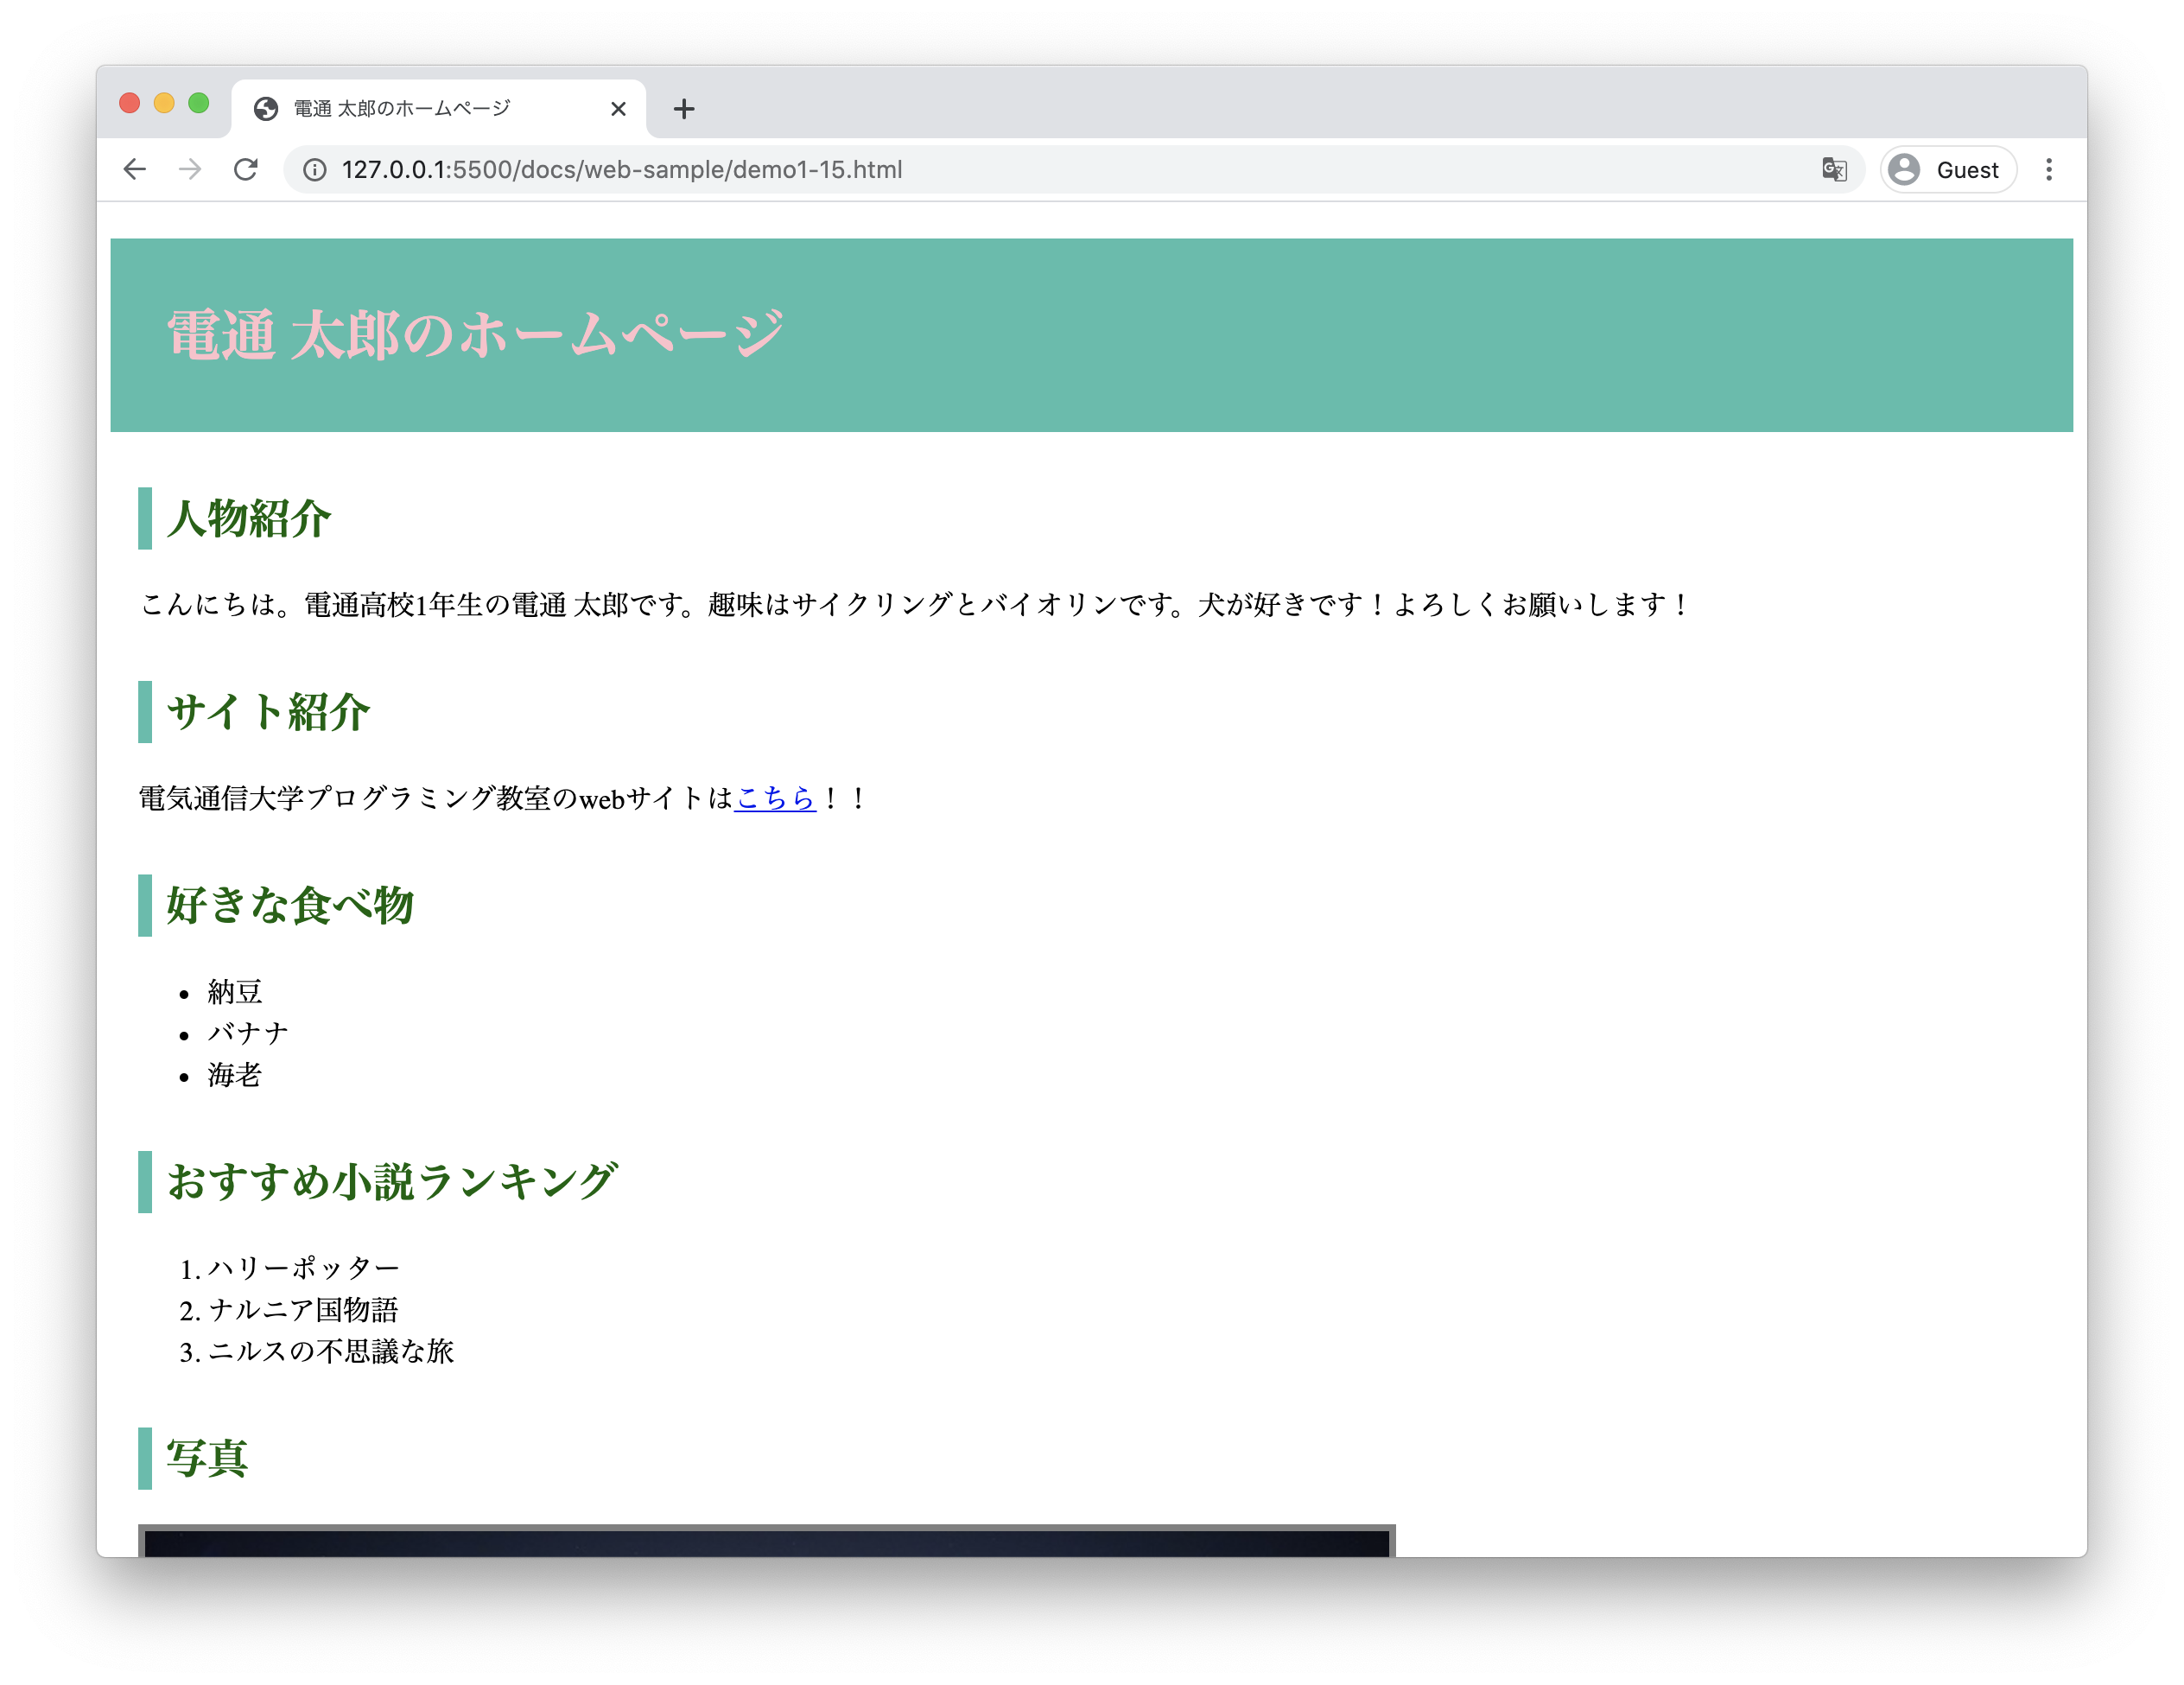 電通 太郎のホームページ
127.0.0.1:5500/docs/web-sample/demo1-15.html
Guest
電通 太郎のホームページ
人物紹介
こんにちは。電通高校1年生の電通 太郎です。趣味はサイクリングとバイオリンです。犬が好きです！よろしくお願いします！
サイト紹介
電気通信大学プログラミング教室のwebサイトはこちら！！
好きな食べ物
• 納豆
• バナナ
• 海老
おすすめ小説ランキング
1. ハリーポッター
2. ナルニア国物語
3. ニルスの不思議な旅
写真